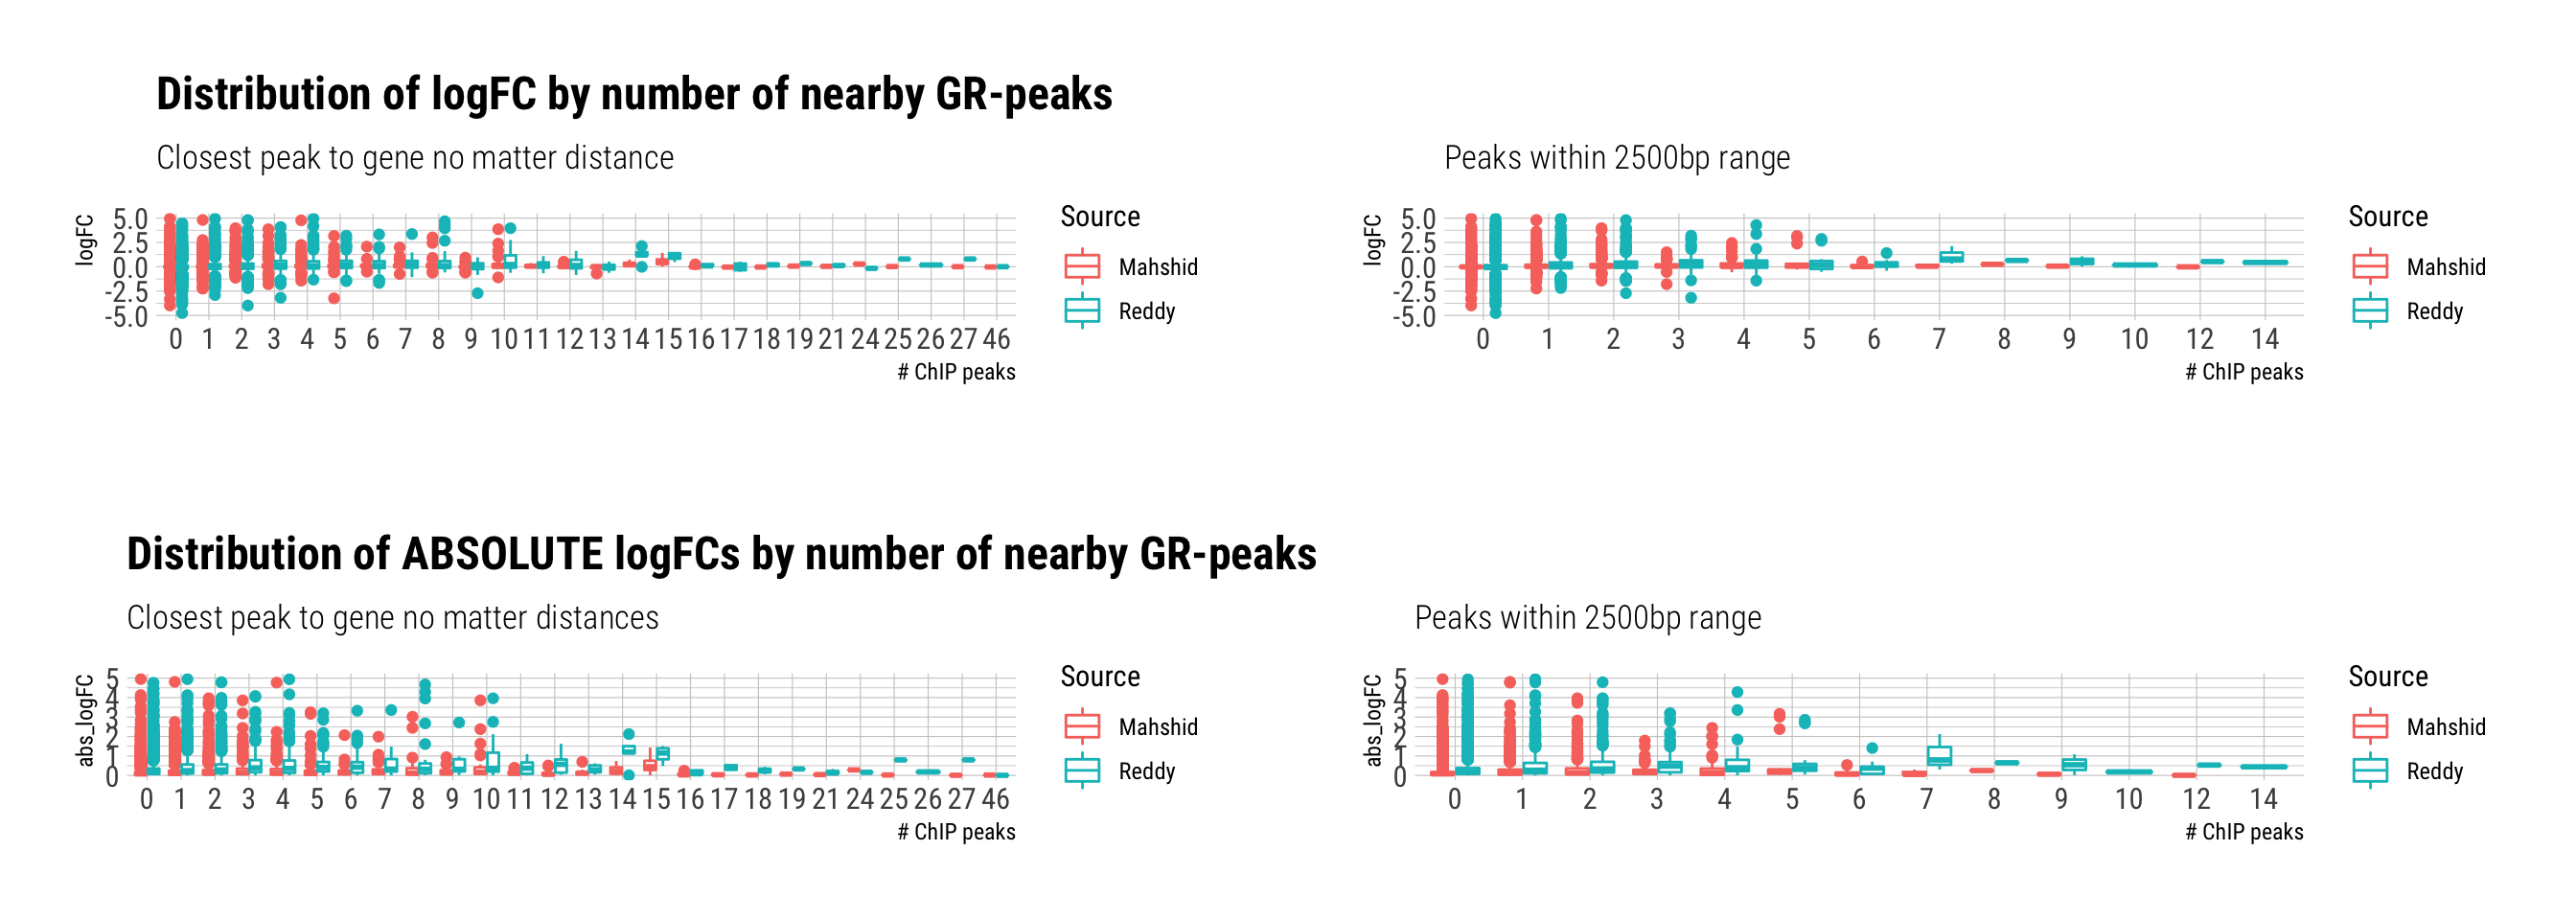 Distribution of logFC by number of nearby GR-peaks
Closest peak to gene no matter distance
logFC
5.0
2.5
0.0
-2.5
-5.0
0 1 2 3 4 5 6 7 8 9 10 11 12 13 14 15 16 17 18 19 21 24 25 26 27 46
# ChIP peaks
Source
Mahshid
Reddy
Peaks within 2500bp range
logFC
5.0
2.5
0.0
-2.5
-5.0
0 1 2 3 4 5 6 7 8 9 10 12 14
# ChIP peaks
Source
Mahshid
Reddy
Distribution of ABSOLUTE logFCs by number of nearby GR-peaks
Closest peak to gene no matter distances
abs_logFC
5
4
3
2
1
0
0 1 2 3 4 5 6 7 8 9 10 11 12 13 14 15 16 17 18 19 21 24 25 26 27 46
# ChIP peaks
Source
Mahshid
Reddy
Peaks within 2500bp range
abs_logFC
5
4
3
2
1
0
0 1 2 3 4 5 6 7 8 9 10 12 14
# ChIP peaks
Source
Mahshid
Reddy